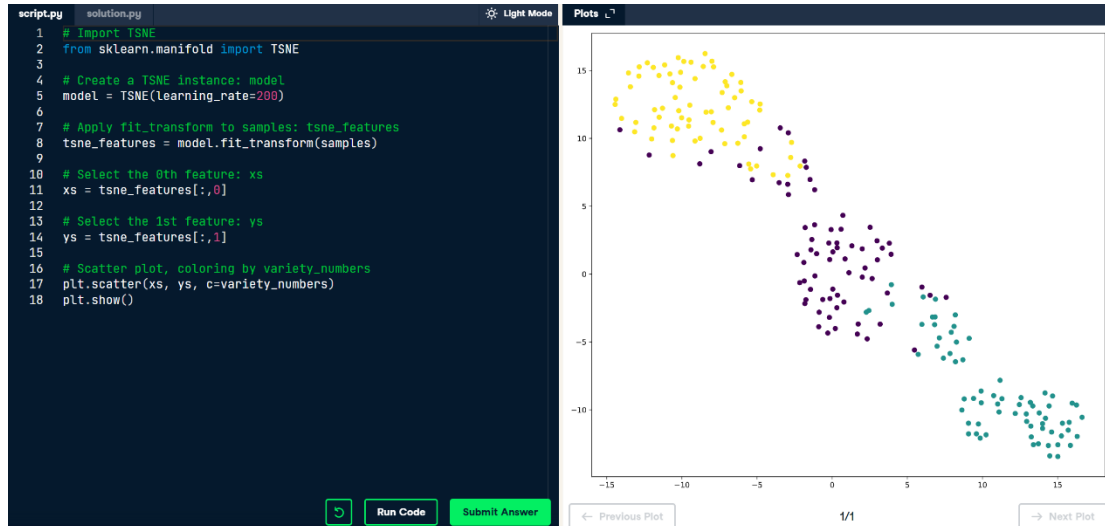 script.py solution.py Light Mode
1 # Import TSNE
2 from sklearn.manifold import TSNE
3
4 # Create a TSNE instance: model
5 model = TSNE(learning_rate=200)
6
7 # Apply fit_transform to samples: tsne_features
8 tsne_features = model.fit_transform(samples)
9
10 # Select the 0th feature: xs
11 xs = tsne_features[:,0]
12
13 # Select the 1st feature: ys
14 ys = tsne_features[:,1]
15
16 # Scatter plot, coloring by variety_numbers
17 plt.scatter(xs, ys, c=variety_numbers)
18 plt.show()
Run Code Submit Answer
Plots
15
10
5
0
−5
−10
−15 −10 −5 0 5 10 15
← Previous Plot 1/1 → Next Plot